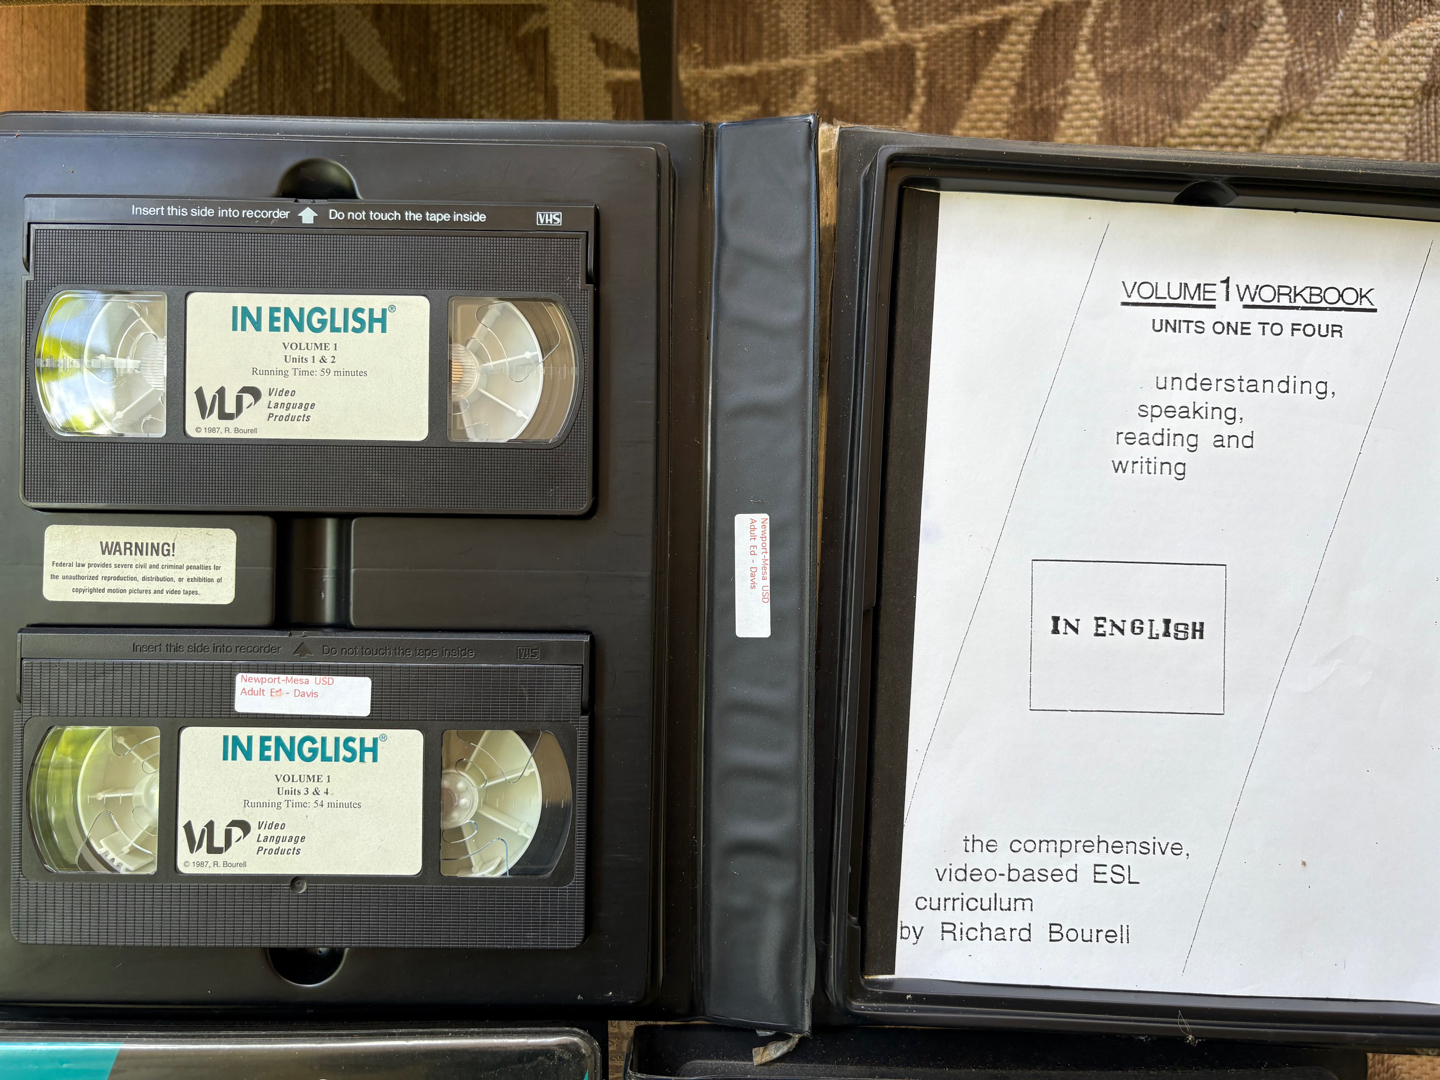 Insert this side into recorder Do not touch the tape inside VHS
IN ENGLISH®
VOLUME 1
Units 1 & 2
Running Time: 59 minutes
VLP Video
Language
Products
© 1987, R. Bourell
WARNING!
Federal law provides severe civil and criminal penalties for
the unauthorized reproduction, distribution, or exhibition of
copyrighted motion pictures and video tapes.
Insert this side into recorder Do not touch the tape inside VHS
Newport-Mesa USD
Adult Ed - Davis
IN ENGLISH®
VOLUME 1
Units 3 & 4
Running Time: 54 minutes
VLP Video
Language
Products
© 1987, R. Bourell
Newport-Mesa USD
Adult Ed - Davis
VOLUME 1 WORKBOOK
UNITS ONE TO FOUR
understanding,
speaking,
reading and
writing
IN ENGLISH
the comprehensive,
video-based ESL
curriculum
by Richard Bourell